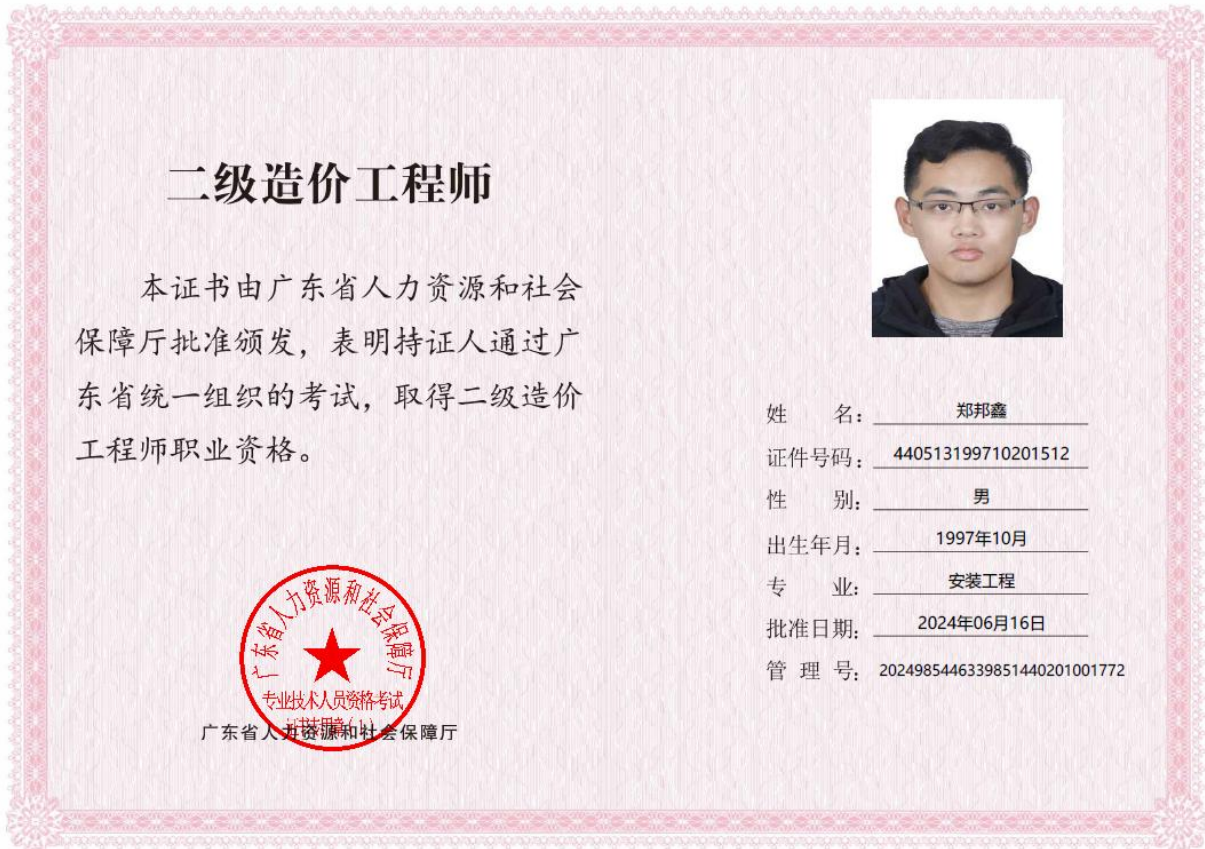 二级造价工程师
本证书由广东省人力资源和社会
保障厅批准颁发，表明持证人通过广
东省统一组织的考试，取得二级造价
工程师职业资格。
姓名：郑邦鑫
证件号码：440513199710201512
性别：男
出生年月：1997年10月
专业：安装工程
批准日期：2024年06月16日
管理号：2024985446339851440201001772
广东省人力资源和社会保障厅
专业技术人员资格考试
证书专用章(1)
广东省人力资源和社会保障厅